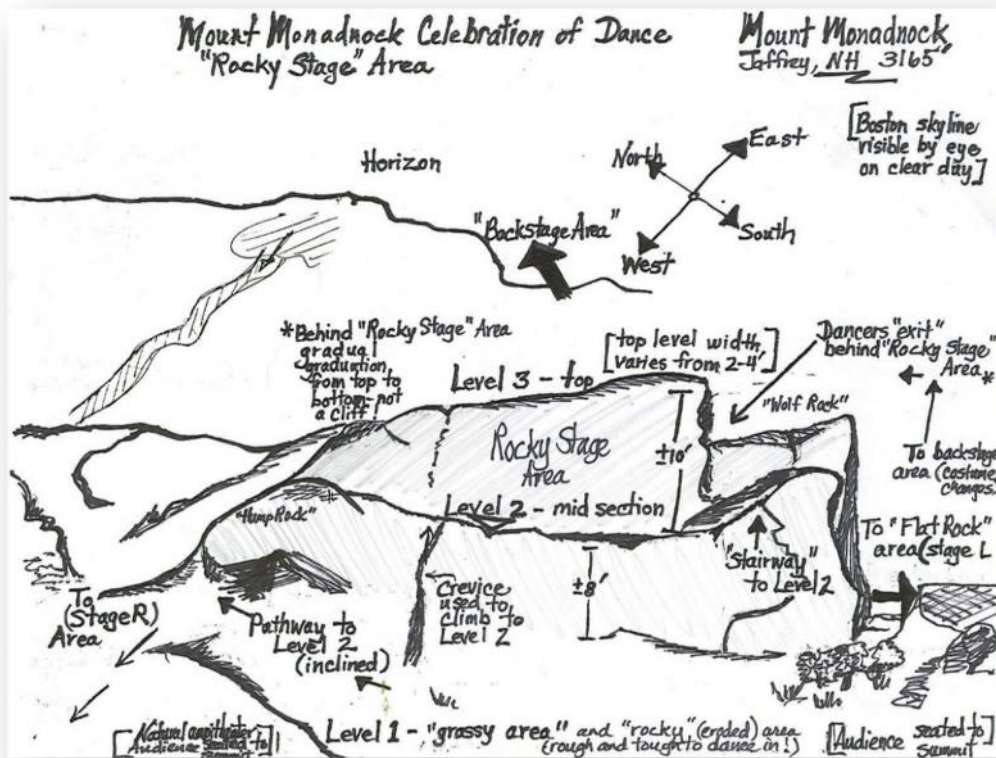 Mount Monadnock Celebration of Dance
"Rocky Stage" Area
Mount Monadnock
Jaffrey, NH 3165'
[Boston skyline
visible by eye
on clear day]
Horizon
North
East
South
West
"Backstage Area"
*Behind "Rocky Stage" Area
gradual
graduation
from top to
bottom - not
a cliff!
[top level width
varies from 2-4']
Dancers "exit"
behind "Rocky Stage"
Area *
Level 3 - top
"Wolf Rock"
Rocky Stage
Area
±10'
To backstage
area (costume
changes.
Level 2 - mid section
"Hump Rock"
To "Flat Rock"
area (stage L
"Stairway"
to Level 2
±8'
Crevice
used to
climb to
Level 2
To
(Stage R)
Area
Pathway to
Level 2
(inclined)
[Natural
Audience seated to
Level 1 - "grassy area" and "rocky" (eroded) area
(rough and tough to dance in!)
[Audience seated to
Summit]